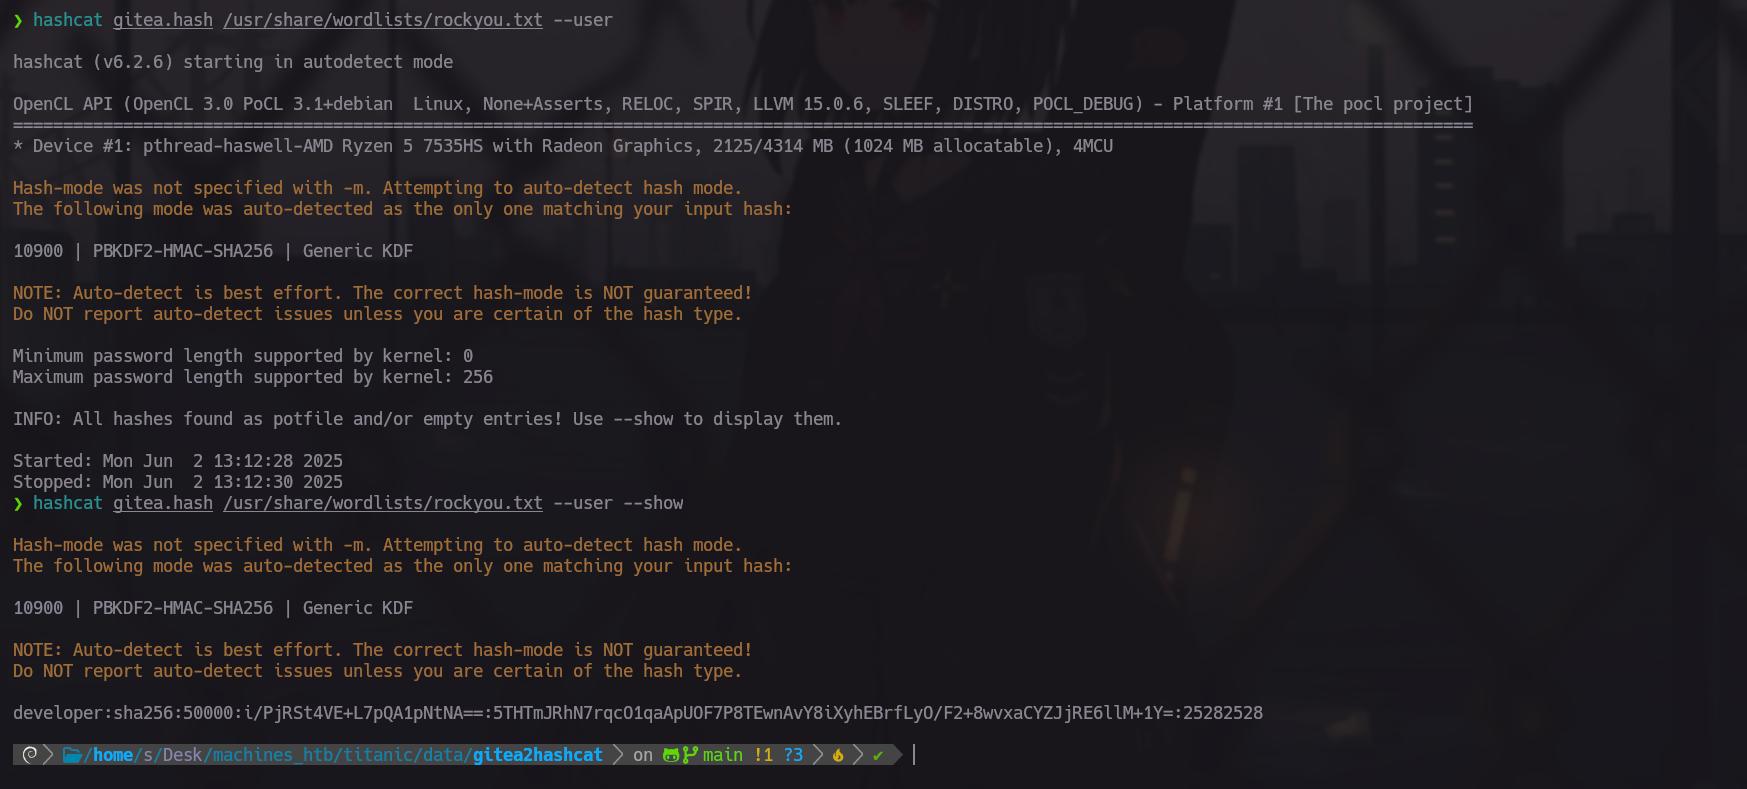 ❯ hashcat gitea.hash /usr/share/wordlists/rockyou.txt --user
hashcat (v6.2.6) starting in autodetect mode
OpenCL API (OpenCL 3.0 PoCL 3.1+debian  Linux, None+Asserts, RELOC, SPIR, LLVM 15.0.6, SLEEF, DISTRO, POCL_DEBUG) - Platform #1 [The pocl project]
==================================================================================================================================================
* Device #1: pthread-haswell-AMD Ryzen 5 7535HS with Radeon Graphics, 2125/4314 MB (1024 MB allocatable), 4MCU
Hash-mode was not specified with -m. Attempting to auto-detect hash mode.
The following mode was auto-detected as the only one matching your input hash:
10900 | PBKDF2-HMAC-SHA256 | Generic KDF
NOTE: Auto-detect is best effort. The correct hash-mode is NOT guaranteed!
Do NOT report auto-detect issues unless you are certain of the hash type.
Minimum password length supported by kernel: 0
Maximum password length supported by kernel: 256
INFO: All hashes found as potfile and/or empty entries! Use --show to display them.
Started: Mon Jun  2 13:12:28 2025
Stopped: Mon Jun  2 13:12:30 2025
❯ hashcat gitea.hash /usr/share/wordlists/rockyou.txt --user --show
Hash-mode was not specified with -m. Attempting to auto-detect hash mode.
The following mode was auto-detected as the only one matching your input hash:
10900 | PBKDF2-HMAC-SHA256 | Generic KDF
NOTE: Auto-detect is best effort. The correct hash-mode is NOT guaranteed!
Do NOT report auto-detect issues unless you are certain of the hash type.
developer:sha256:50000:i/PjRSt4VE+L7pQA1pNtNA==:5THTmJRhN7rqcO1qaApUOF7P8TEwnAvY8iXyhEBrfLyO/F2+8wvxaCYZJjRE6llM+1Y=:25282528
/home/s/Desk/machines_htb/titanic/data/gitea2hashcat on main !1 ?3 ✔